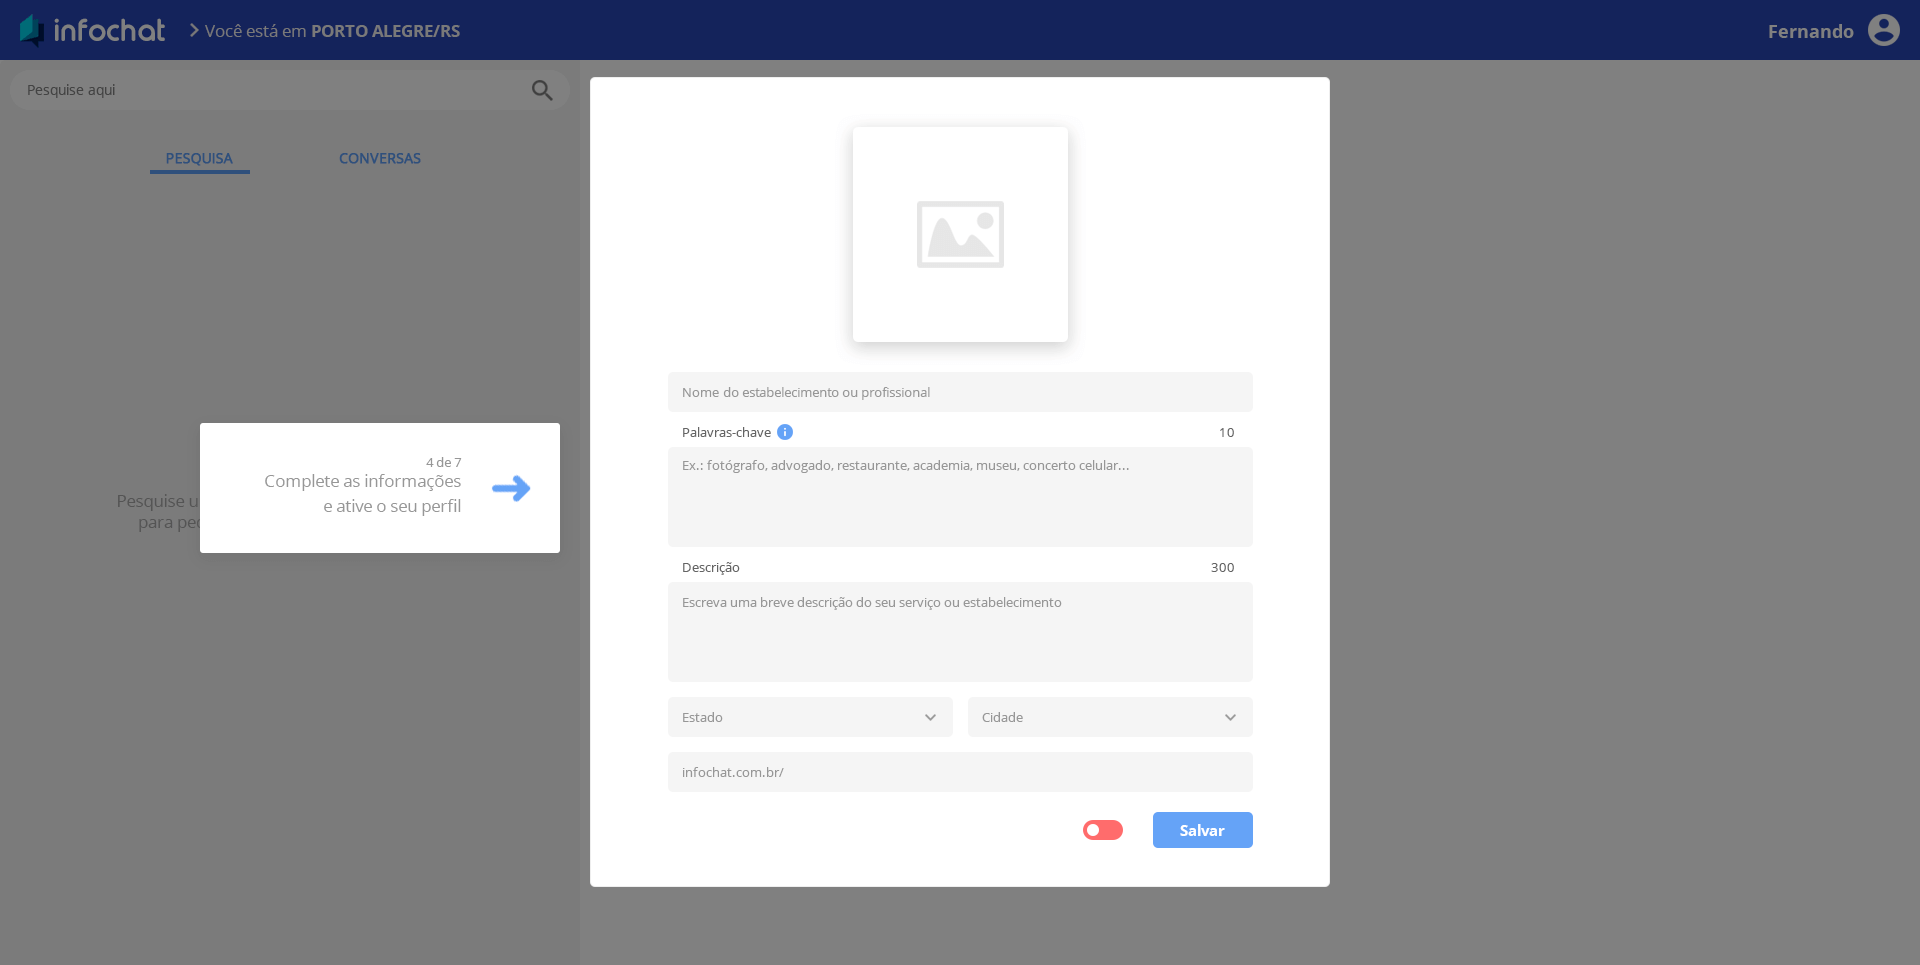 infochat
Você está em PORTO ALEGRE/RS
Fernando
Pesquise aqui
PESQUISA
CONVERSAS
Pesquise u
para pe
4 de 7
Complete as informações
e ative o seu perfil
Nome do estabelecimento ou profissional
Palavras-chave
10
Ex.: fotógrafo, advogado, restaurante, academia, museu, concerto celular...
Descrição
300
Escreva uma breve descrição do seu serviço ou estabelecimento
Estado
Cidade
infochat.com.br/
Salvar